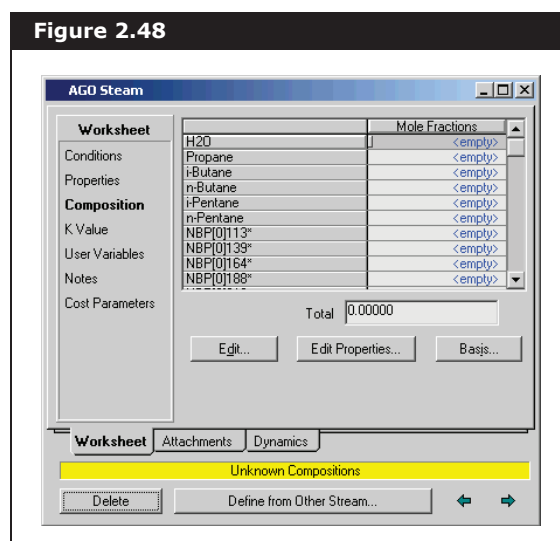 Figure 2.48
AGO Steam
Worksheet
Conditions
Properties
Composition
K Value
User Variables
Notes
Cost Parameters
Mole Fractions
H2O <empty>
Propane <empty>
i-Butane <empty>
n-Butane <empty>
i-Pentane <empty>
n-Pentane <empty>
NBP[0]113* <empty>
NBP[0]139* <empty>
NBP[0]164* <empty>
NBP[0]188* <empty>
Total 0.00000
Edit... Edit Properties... Basis...
Worksheet Attachments Dynamics
Unknown Compositions
Delete Define from Other Stream...